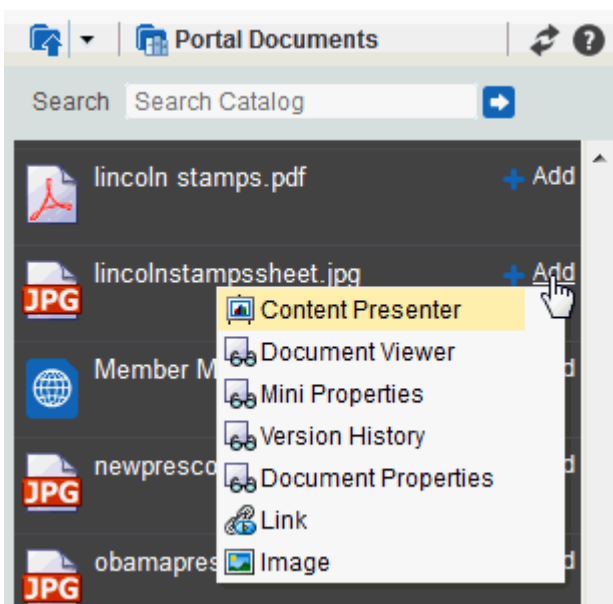 Portal Documents
Search Search Catalog
lincoln stamps.pdf Add
lincolnstampssheet.jpg Add
JPG
Content Presenter
Document Viewer
Member M d
Mini Properties
Version History
newpresco d
JPG
Document Properties
Link
obamapres d
Image
JPG